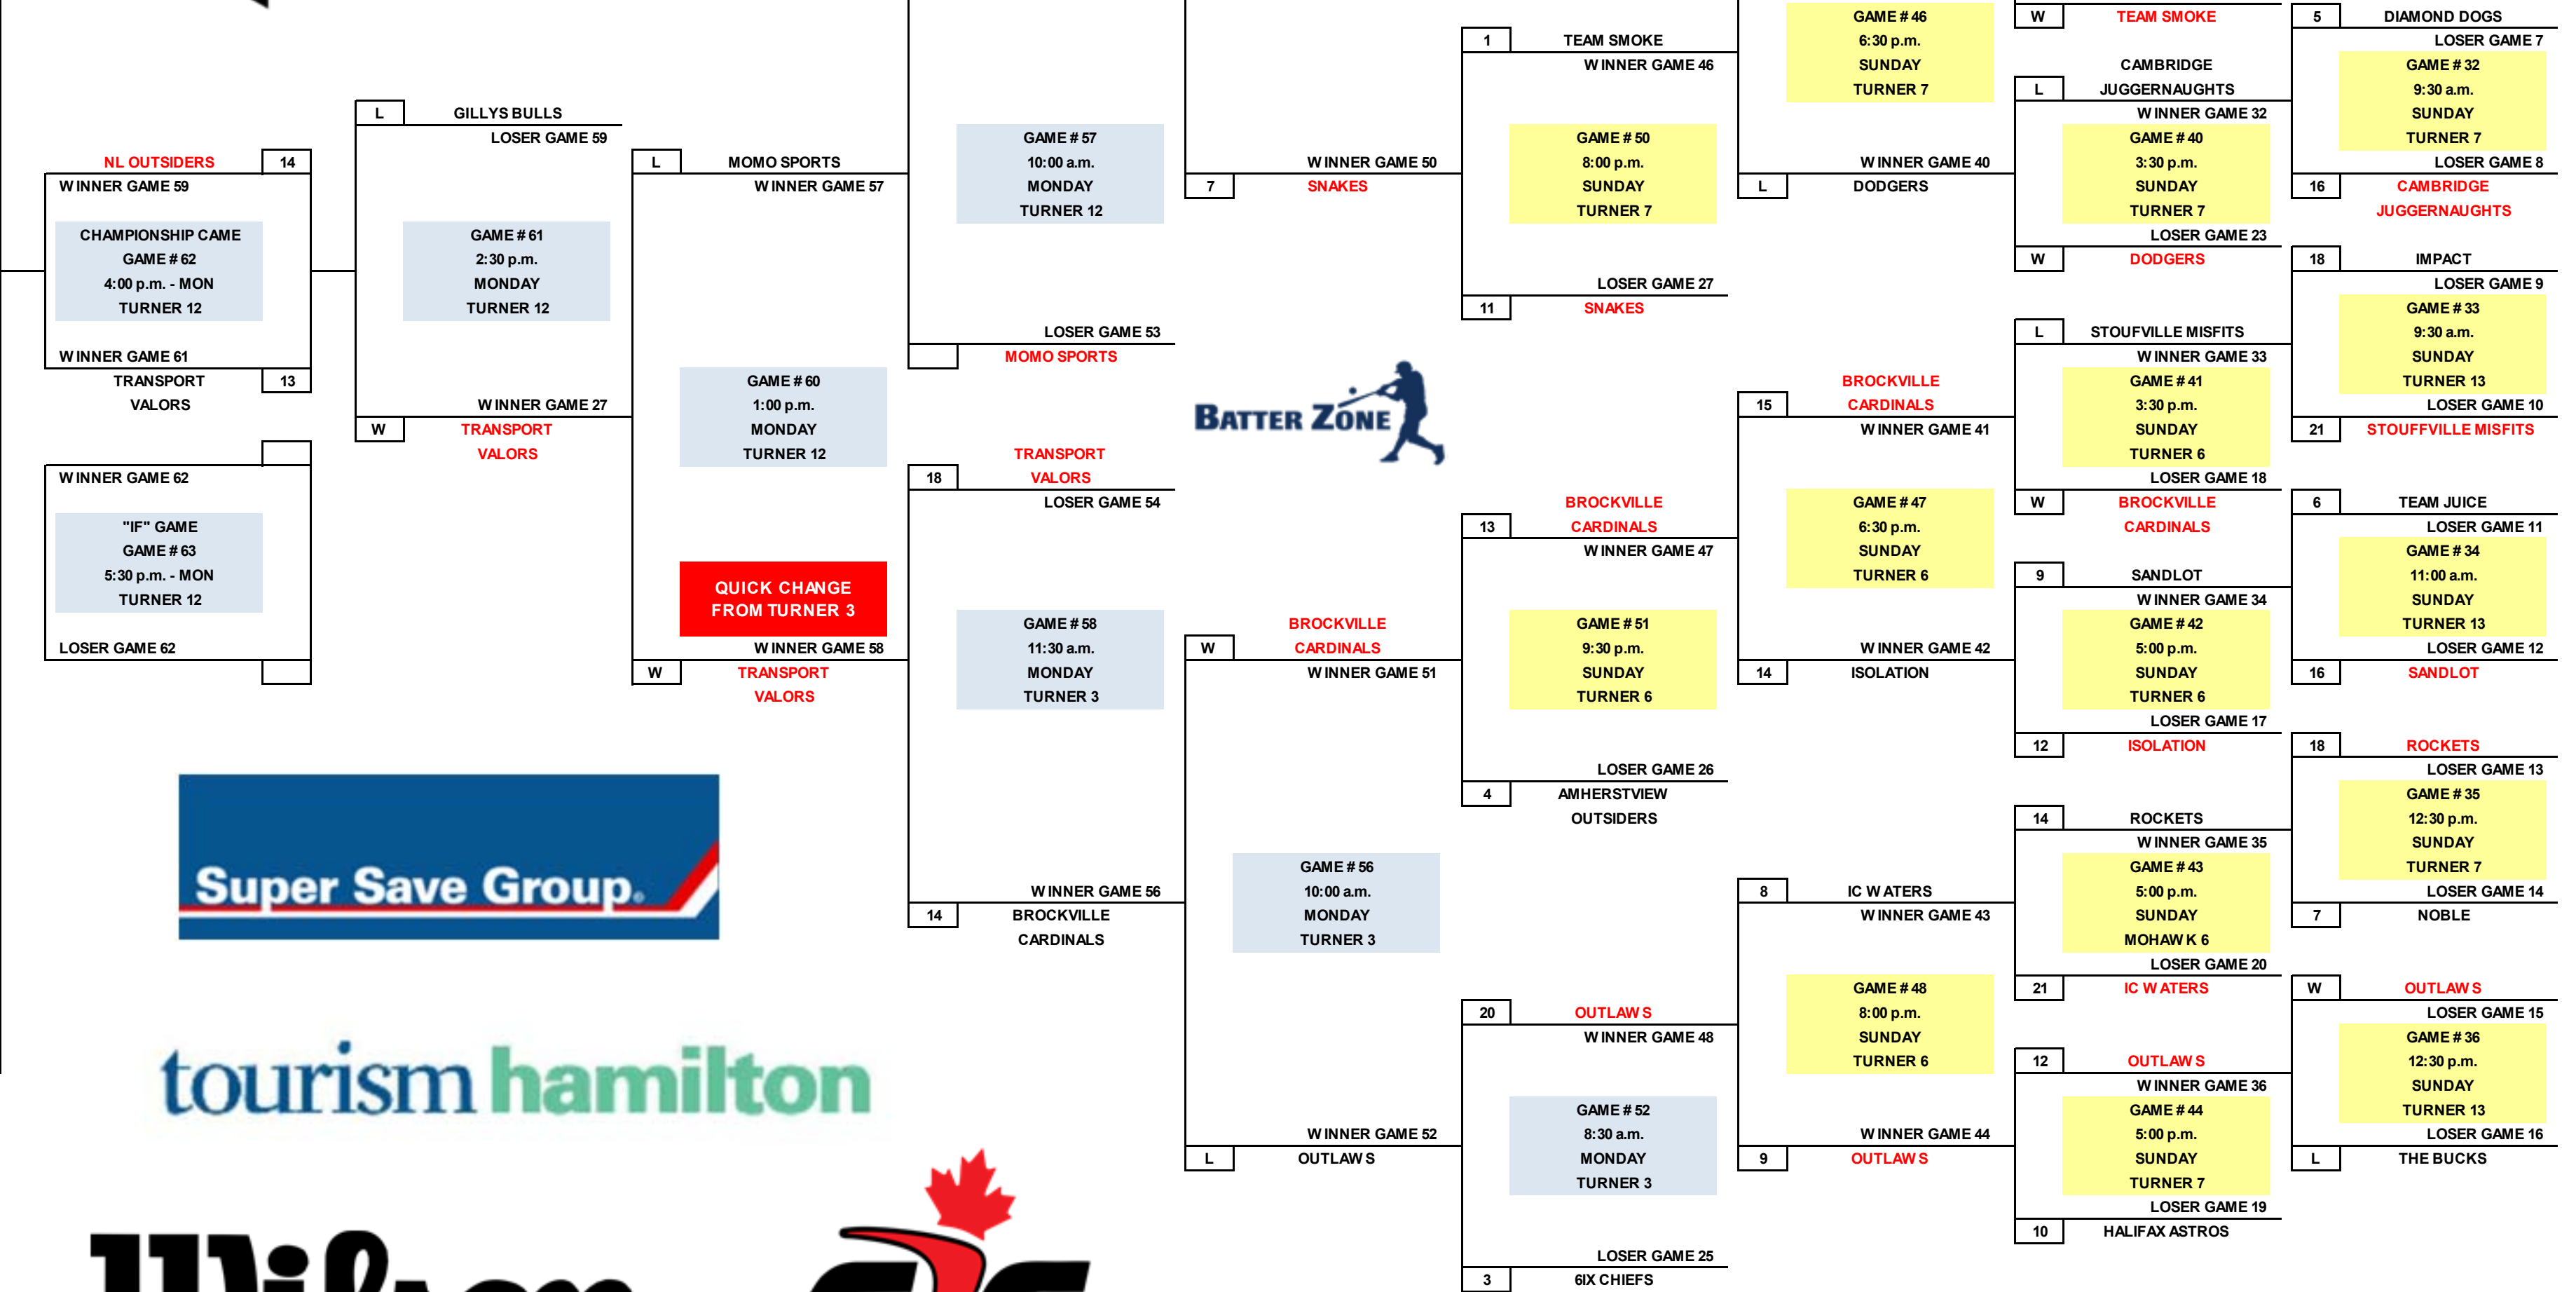 GAME # 46
6:30 p.m.
SUNDAY
TURNER 7
W TEAM SMOKE
5 DIAMOND DOGS
LOSER GAME 7
GAME # 32
9:30 a.m.
SUNDAY
TURNER 7
LOSER GAME 8
16 CAMBRIDGE
JUGGERNAUGHTS
1 TEAM SMOKE
WINNER GAME 46
GAME # 50
8:00 p.m.
SUNDAY
TURNER 7
LOSER GAME 27
11 SNAKES
CAMBRIDGE
L JUGGERNAUGHTS
WINNER GAME 32
GAME # 40
3:30 p.m.
SUNDAY
TURNER 7
LOSER GAME 23
W DODGERS
WINNER GAME 40
L DODGERS
WINNER GAME 50
7 SNAKES
GAME # 57
10:00 a.m.
MONDAY
TURNER 12
LOSER GAME 53
MOMO SPORTS
L GILLYS BULLS
LOSER GAME 59
GAME # 61
2:30 p.m.
MONDAY
TURNER 12
WINNER GAME 27
W TRANSPORT
VALORS
NL OUTSIDERS 14
WINNER GAME 59
CHAMPIONSHIP CAME
GAME # 62
4:00 p.m. - MON
TURNER 12
WINNER GAME 61
TRANSPORT 13
VALORS
WINNER GAME 62
"IF" GAME
GAME # 63
5:30 p.m. - MON
TURNER 12
LOSER GAME 62
L MOMO SPORTS
WINNER GAME 57
GAME # 60
1:00 p.m.
MONDAY
TURNER 12
QUICK CHANGE
FROM TURNER 3
WINNER GAME 58
W TRANSPORT
VALORS
TRANSPORT
18 VALORS
LOSER GAME 54
GAME # 58
11:30 a.m.
MONDAY
TURNER 3
WINNER GAME 56
14 BROCKVILLE
CARDINALS
BATTER ZONE
BROCKVILLE
W CARDINALS
WINNER GAME 51
GAME # 56
10:00 a.m.
MONDAY
TURNER 3
WINNER GAME 52
L OUTLAWS
BROCKVILLE
13 CARDINALS
WINNER GAME 47
GAME # 51
9:30 p.m.
SUNDAY
TURNER 6
LOSER GAME 26
4 AMHERSTVIEW
OUTSIDERS
20 OUTLAWS
WINNER GAME 48
GAME # 52
8:30 a.m.
MONDAY
TURNER 3
LOSER GAME 25
3 6IX CHIEFS
BROCKVILLE
15 CARDINALS
WINNER GAME 41
GAME # 47
6:30 p.m.
SUNDAY
TURNER 6
WINNER GAME 42
14 ISOLATION
8 IC WATERS
WINNER GAME 43
GAME # 48
8:00 p.m.
SUNDAY
TURNER 6
WINNER GAME 44
9 OUTLAWS
L STOUFVILLE MISFITS
WINNER GAME 33
GAME # 41
3:30 p.m.
SUNDAY
TURNER 6
LOSER GAME 18
W BROCKVILLE
CARDINALS
9 SANDLOT
WINNER GAME 34
GAME # 42
5:00 p.m.
SUNDAY
TURNER 6
LOSER GAME 17
12 ISOLATION
14 ROCKETS
WINNER GAME 35
GAME # 43
5:00 p.m.
SUNDAY
MOHAWK 6
LOSER GAME 20
21 IC WATERS
12 OUTLAWS
WINNER GAME 36
GAME # 44
5:00 p.m.
SUNDAY
TURNER 7
LOSER GAME 19
10 HALIFAX ASTROS
18 IMPACT
LOSER GAME 9
GAME # 33
9:30 a.m.
SUNDAY
TURNER 13
LOSER GAME 10
21 STOUFFVILLE MISFITS
6 TEAM JUICE
LOSER GAME 11
GAME # 34
11:00 a.m.
SUNDAY
TURNER 13
LOSER GAME 12
16 SANDLOT
18 ROCKETS
LOSER GAME 13
GAME # 35
12:30 p.m.
SUNDAY
TURNER 7
LOSER GAME 14
7 NOBLE
W OUTLAWS
LOSER GAME 15
GAME # 36
12:30 p.m.
SUNDAY
TURNER 13
LOSER GAME 16
L THE BUCKS
Super Save Group.
tourism hamilton
Wilson